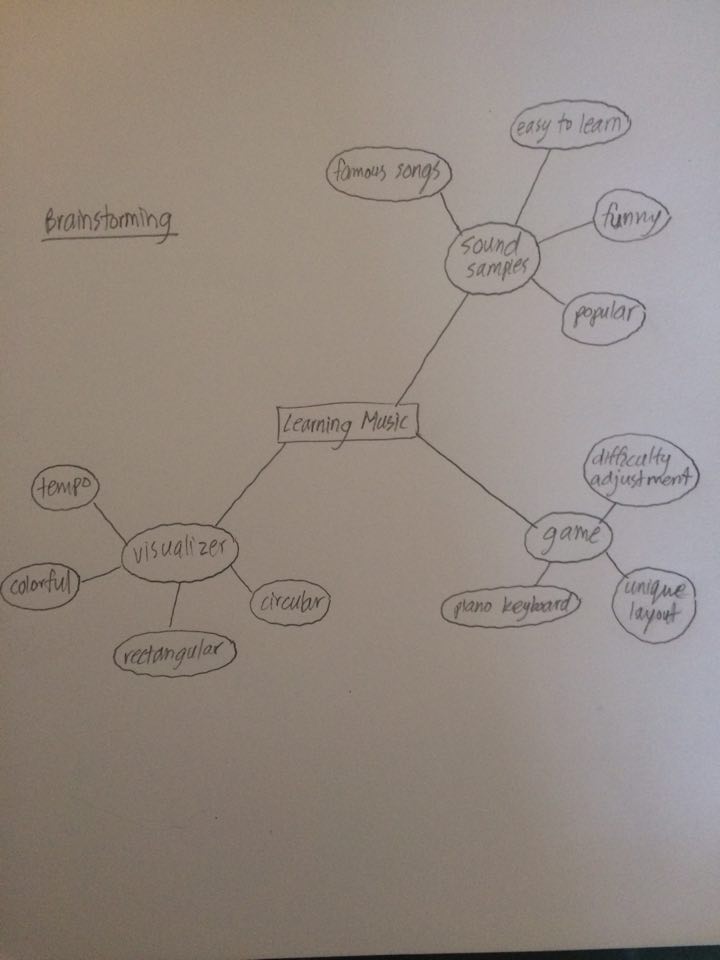 easy to learn
famous songs
Brainstorming
funny
sound
samples
popular
Learning Music
difficulty
adjustment
tempo
game
visualizer
colorful
circular
piano keyboard
unique
layout
rectangular